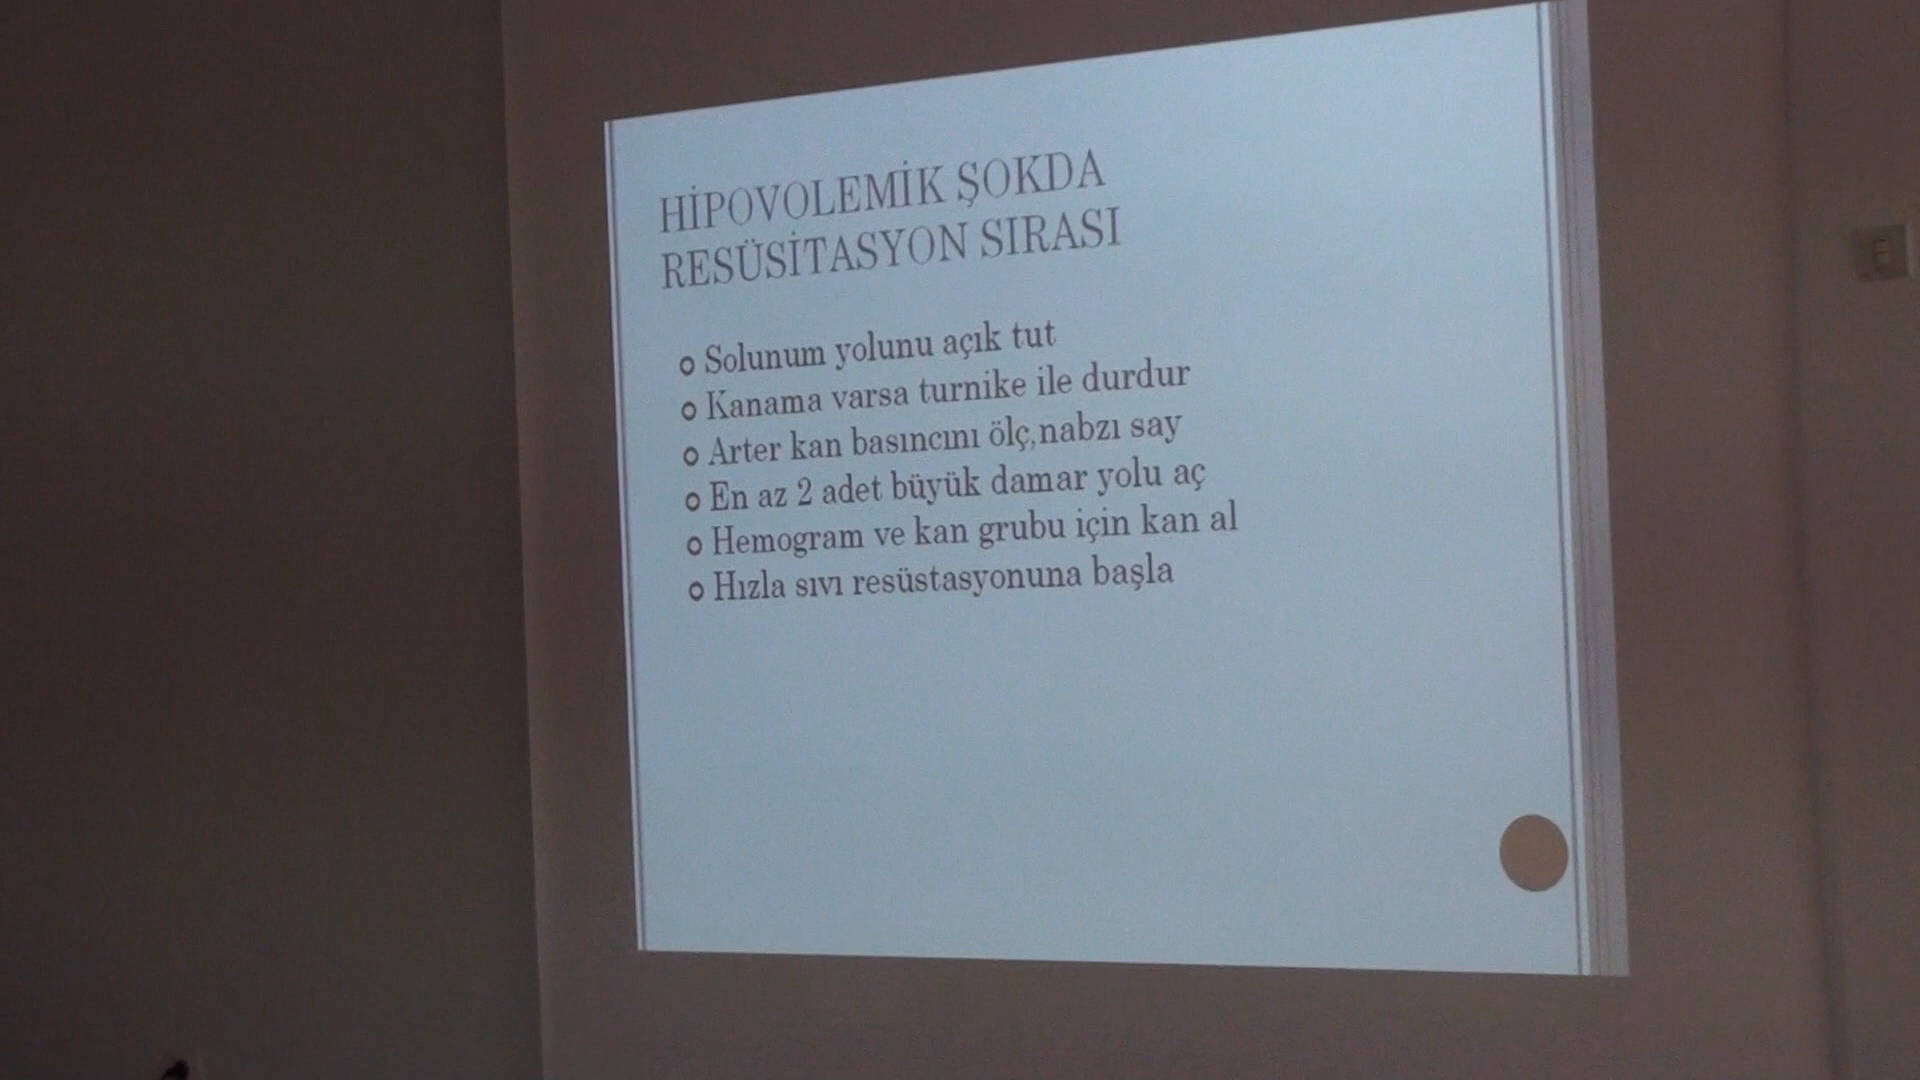 HİPOVOLEMİK ŞOKDA
RESÜSİTASYON SIRASI
Solunum yolunu açık tut
Kanama varsa turnike ile durdur
Arter kan basıncını ölç,nabzı say
En az 2 adet büyük damar yolu aç
Hemogram ve kan grubu için kan al
Hızla sıvı resüstasyonuna başla